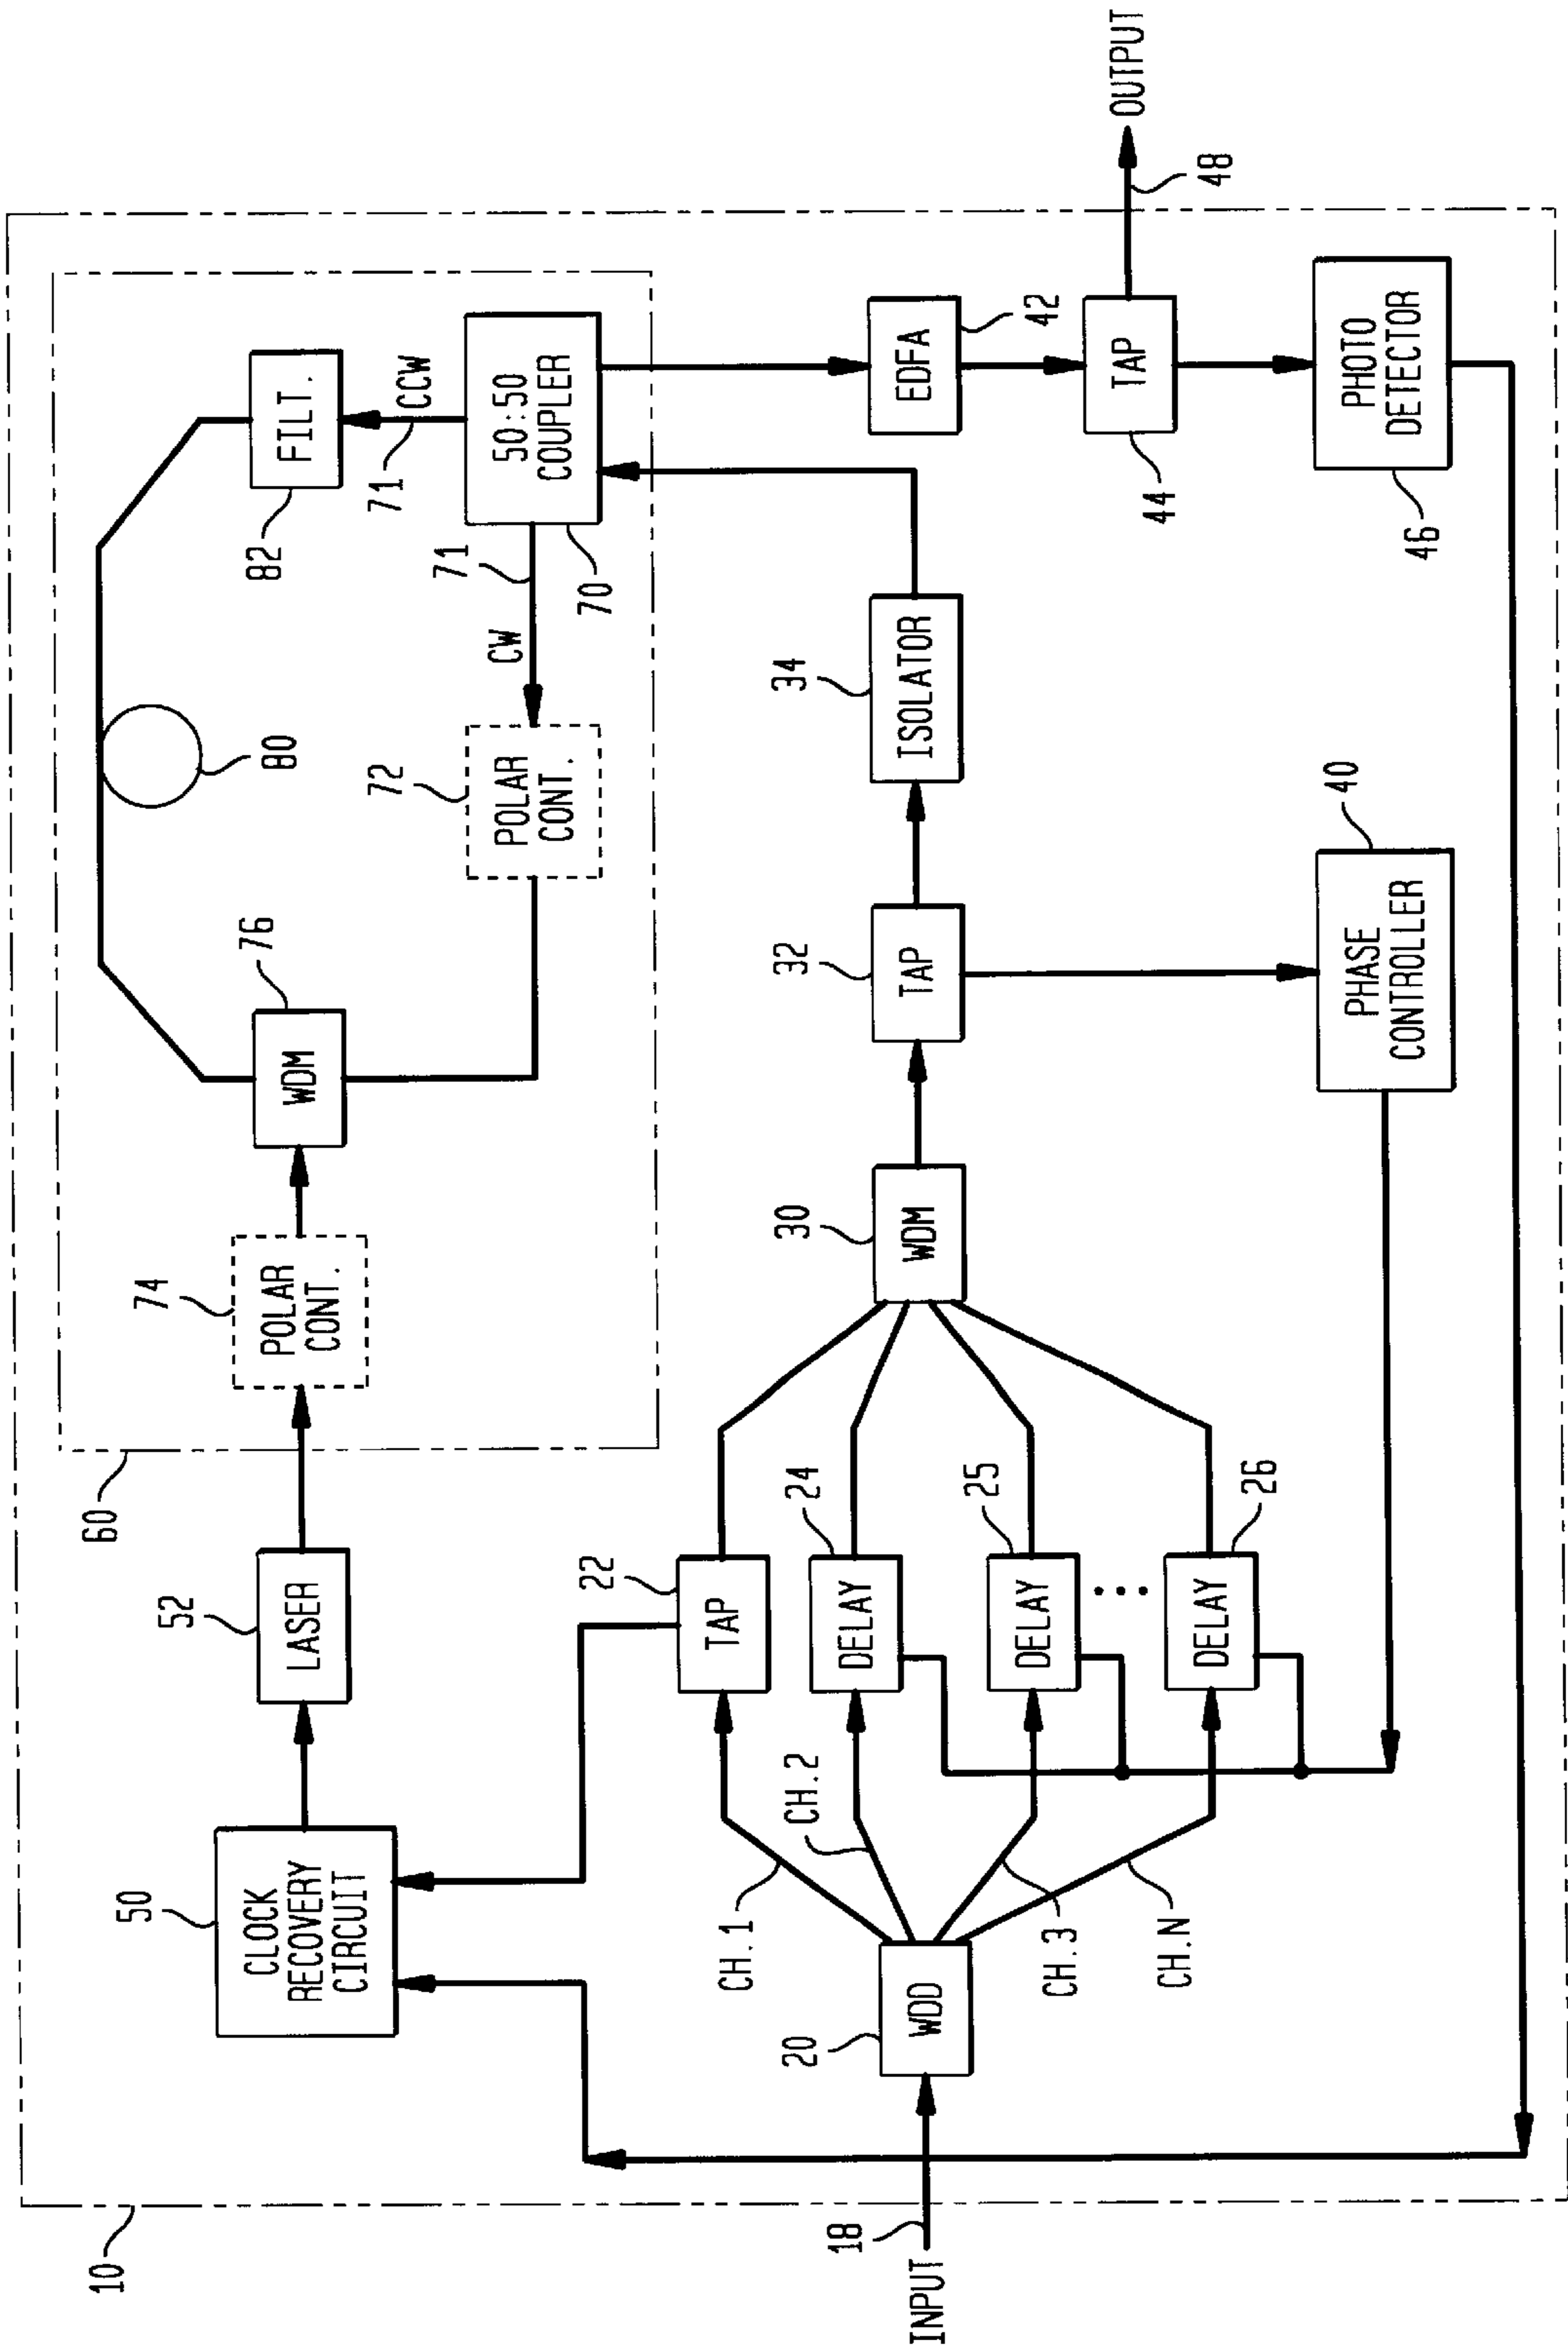 10
60
50
CLOCK
RECOVERY
CIRCUIT
52
LASER
74
POLAR
CONT.
76
WDM
80
82
FILT.
71
CCW
71
CW
72
POLAR
CONT.
70
50:50
COUPLER
INPUT
18
20
WDD
CH.1
CH.2
CH.3
CH.N
22
TAP
24
DELAY
25
DELAY
26
DELAY
30
WDM
32
TAP
34
ISOLATOR
40
PHASE
CONTROLLER
EDFA
42
TAP
44
48
OUTPUT
PHOTO
DETECTOR
46